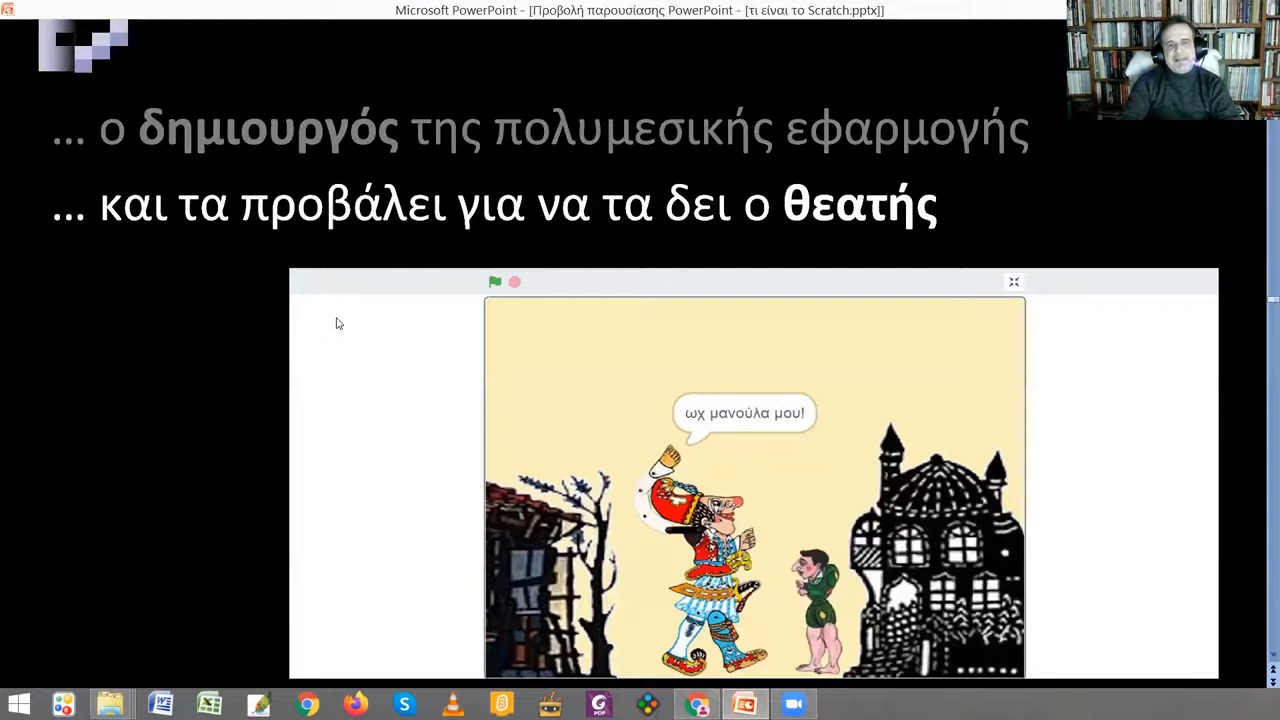 Microsoft PowerPoint - [Προβολή παρουσίασης PowerPoint - [τι είναι το Scratch.pptx]]
... ο δημιουργός της πολυμεσικής εφαρμογής
... και τα προβάλει για να τα δει ο θεατής
ωχ μανούλα μου!